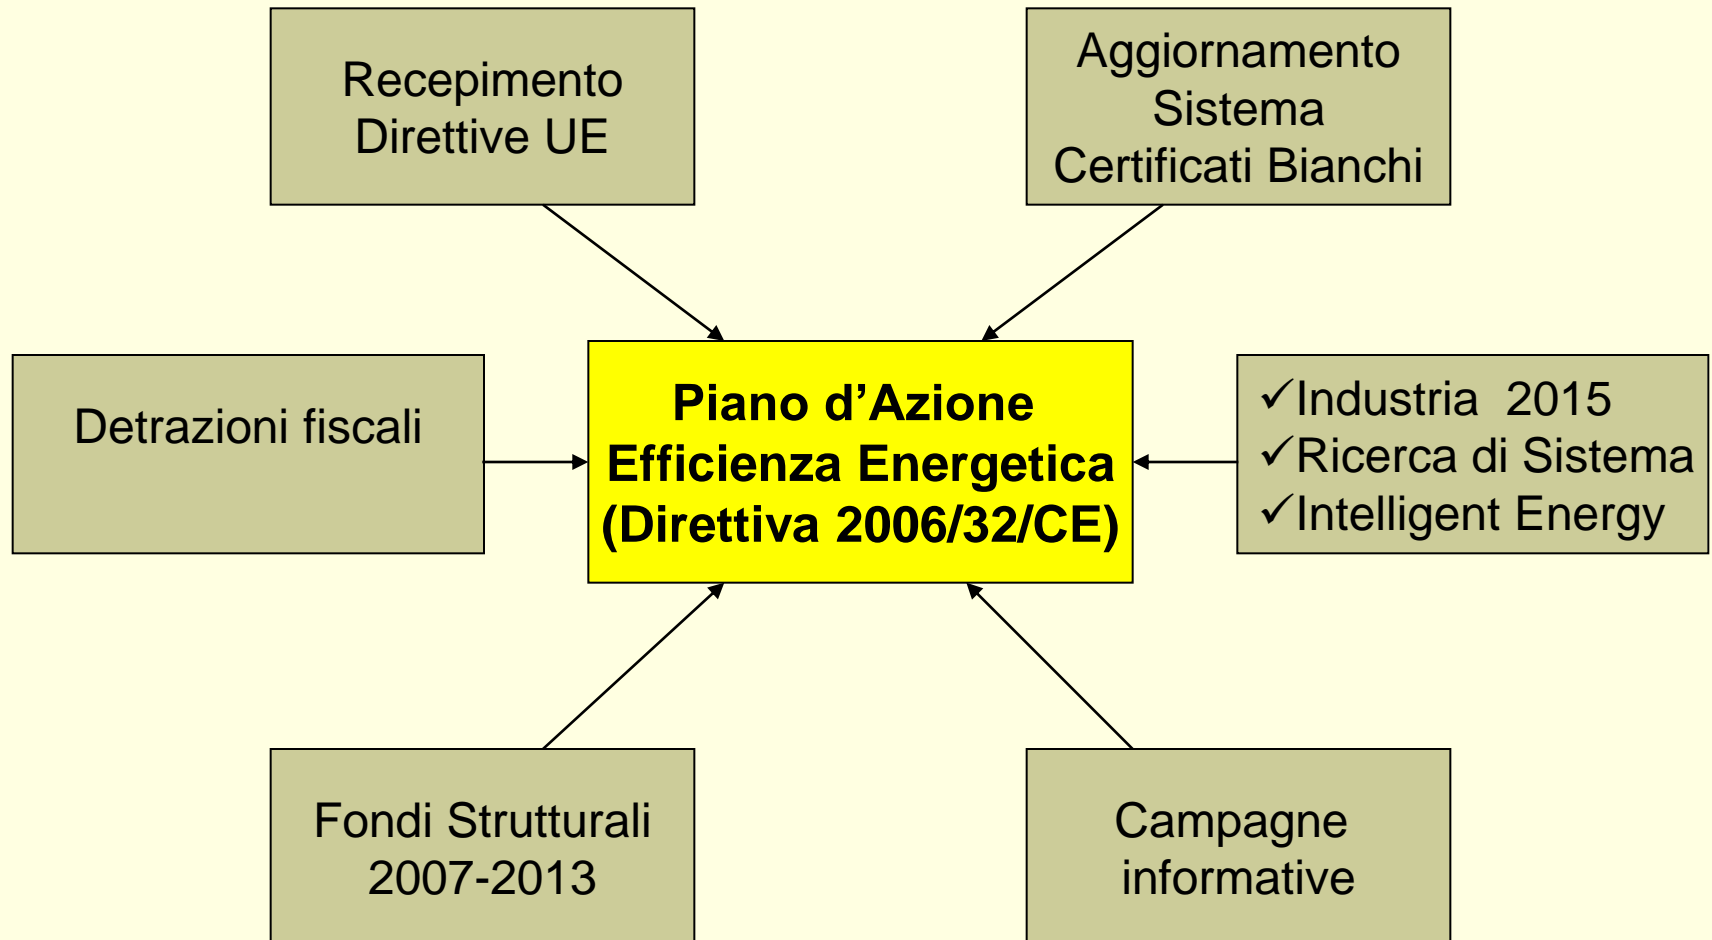 Recepimento
Direttive UE
Aggiornamento
Sistema
Certificati Bianchi
Detrazioni fiscali
Piano d’Azione
Efficienza Energetica
(Direttiva 2006/32/CE)
✓Industria 2015
✓Ricerca di Sistema
✓Intelligent Energy
Fondi Strutturali
2007-2013
Campagne
informative